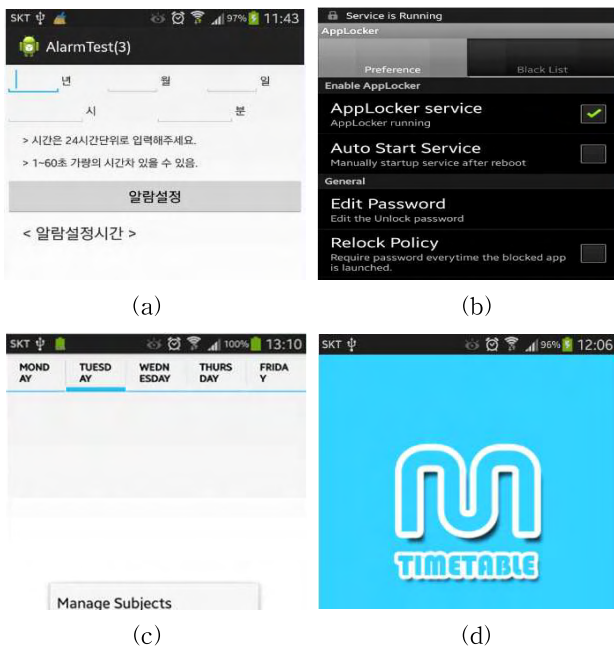 SKT 97% 11:43
AlarmTest(3)
년 월 일
시 분
> 시간은 24시간단위로 입력해주세요.
> 1~60초 가량의 시간차 있을 수 있음.
알람설정
< 알람설정시간 >
(a)
Service is Running
AppLocker
Preference Black List
Enable AppLocker
AppLocker service
AppLocker running
Auto Start Service
Manually startup service after reboot
General
Edit Password
Edit the Unlock password
Relock Policy
Require password everytime the blocked app
is launched.
(b)
SKT 100% 13:10
MOND TUESD WEDN THURS FRIDA
AY AY ESDAY DAY Y
Manage Subjects
(c)
SKT 96% 12:06
M
TIMETABLE
(d)